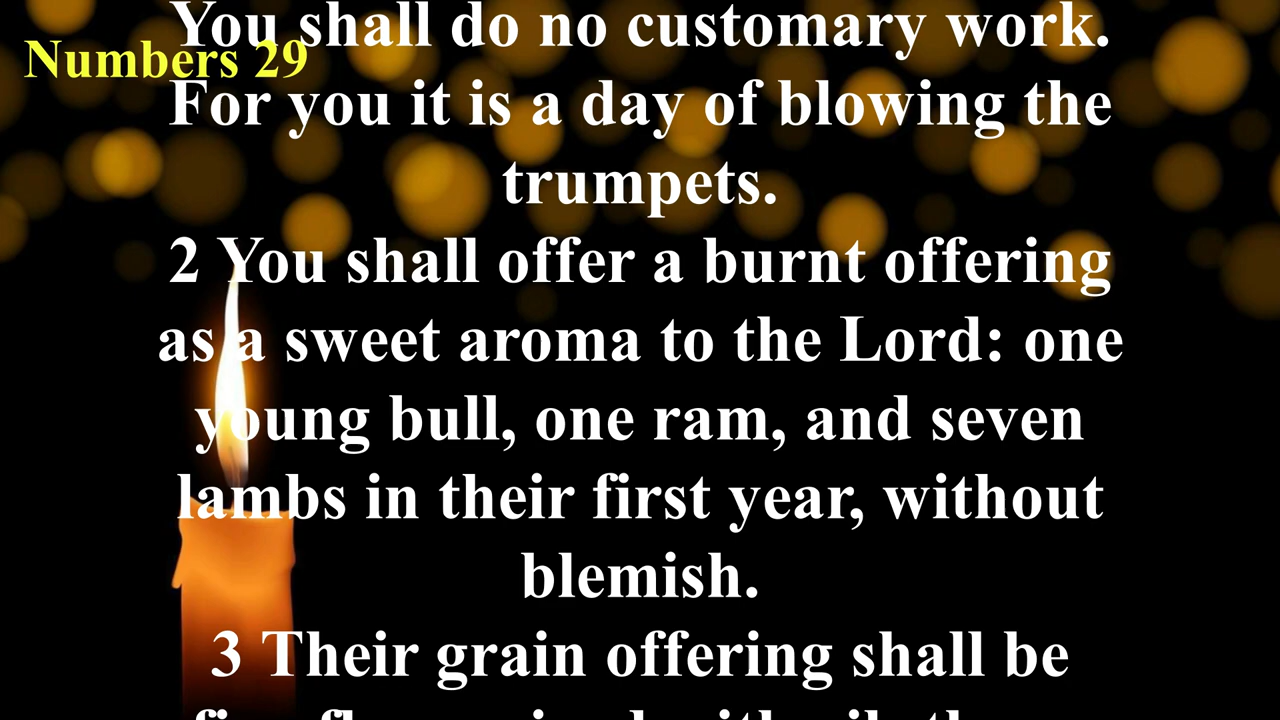 You shall do no customary work.
Numbers 29
For you it is a day of blowing the
trumpets.
2 You shall offer a burnt offering
as a sweet aroma to the Lord: one
young bull, one ram, and seven
lambs in their first year, without
blemish.
3 Their grain offering shall be